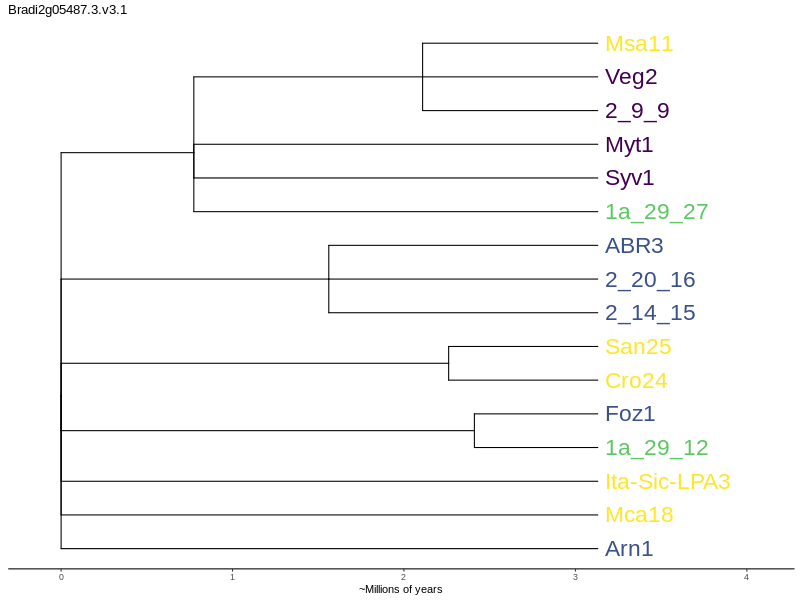 Bradi2g05487.3.v3.1
Msa11
Veg2
2_9_9
Myt1
Syv1
1a_29_27
ABR3
2_20_16
2_14_15
San25
Cro24
Foz1
1a_29_12
Ita-Sic-LPA3
Mca18
Arn1
0 1 2 3 4
~Millions of years